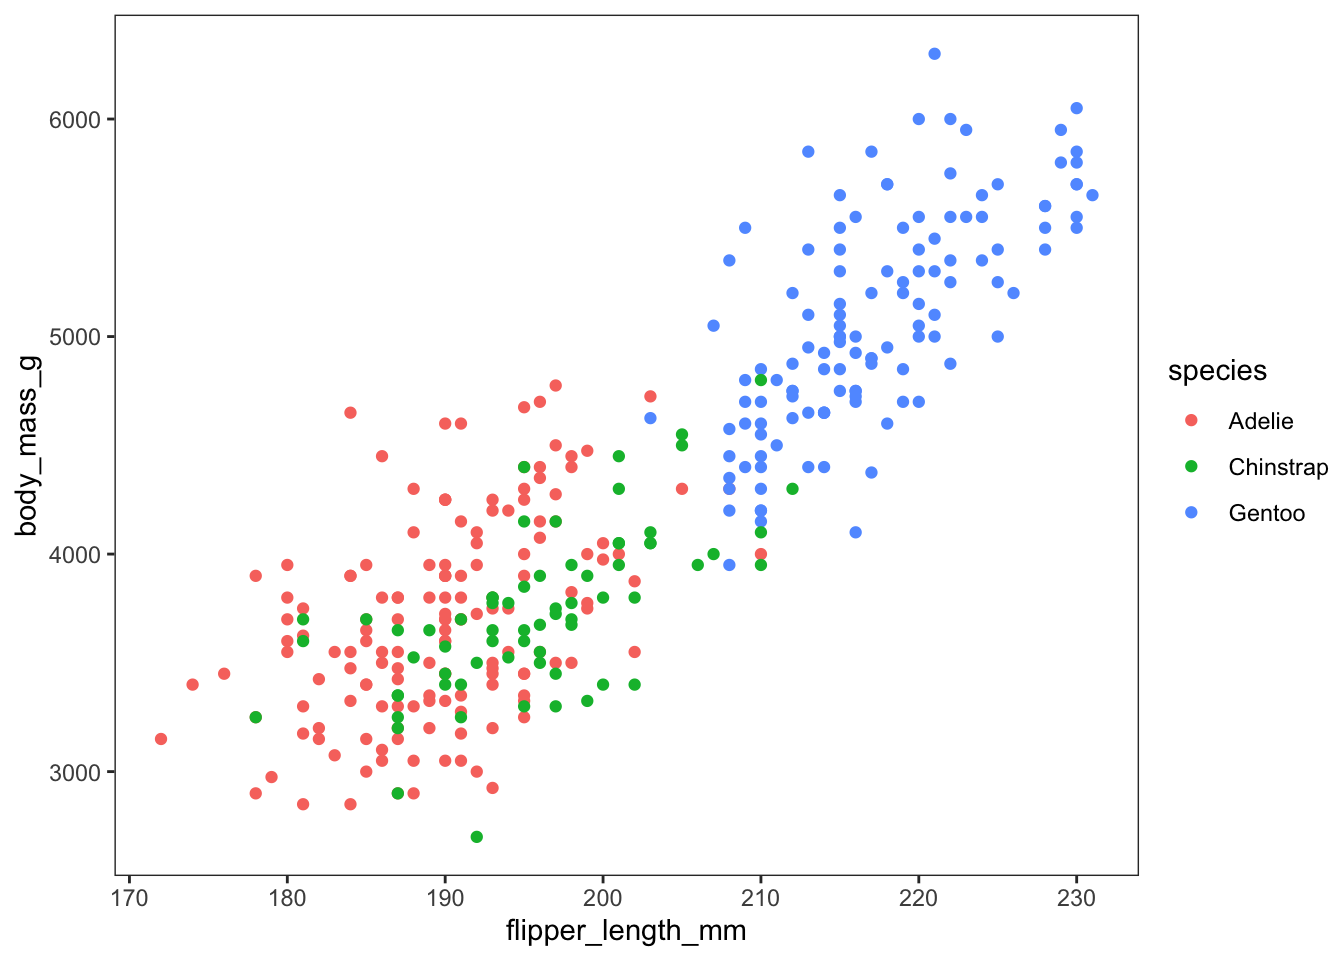 6000
5000
4000
3000
body_mass_g
170 180 190 200 210 220 230
flipper_length_mm
species
Adelie
Chinstrap
Gentoo